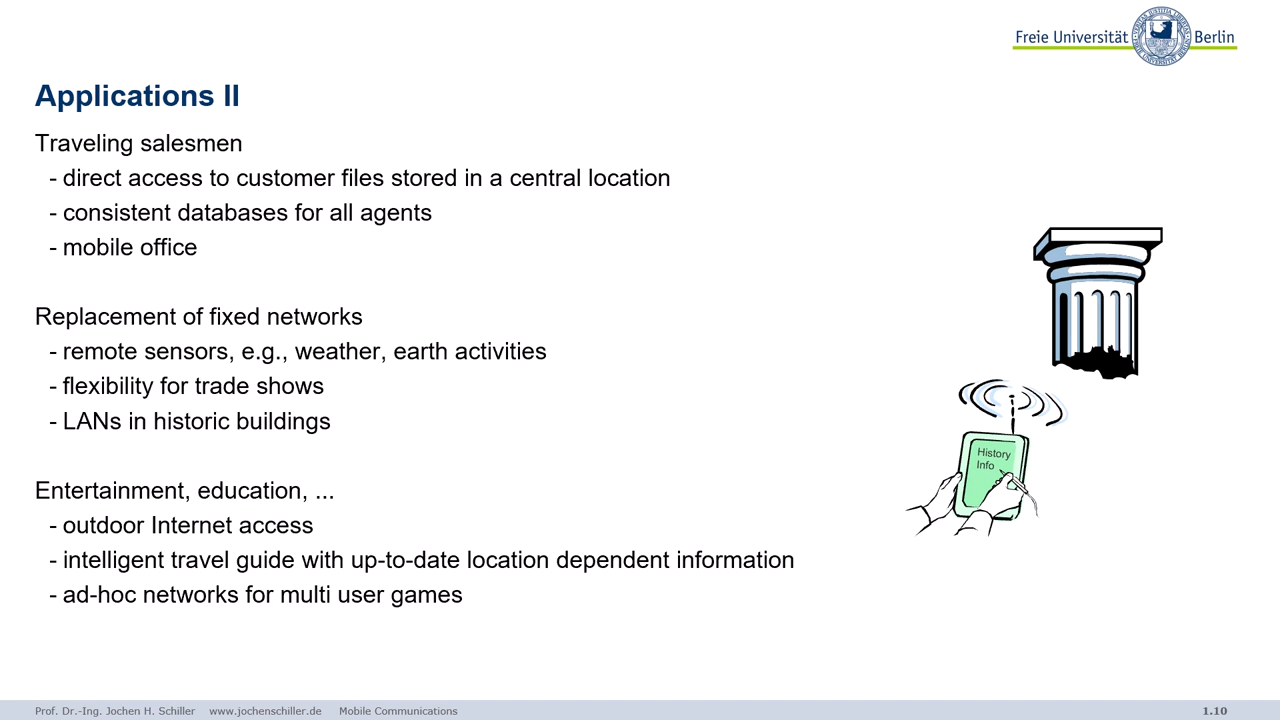 Freie Universität Berlin
Applications II
Traveling salesmen
- direct access to customer files stored in a central location
- consistent databases for all agents
- mobile office
Replacement of fixed networks
- remote sensors, e.g., weather, earth activities
- flexibility for trade shows
- LANs in historic buildings
History
Info
Entertainment, education, ...
- outdoor Internet access
- intelligent travel guide with up-to-date location dependent information
- ad-hoc networks for multi user games
Prof. Dr.-Ing. Jochen H. Schiller www.jochenschiller.de Mobile Communications 1.10